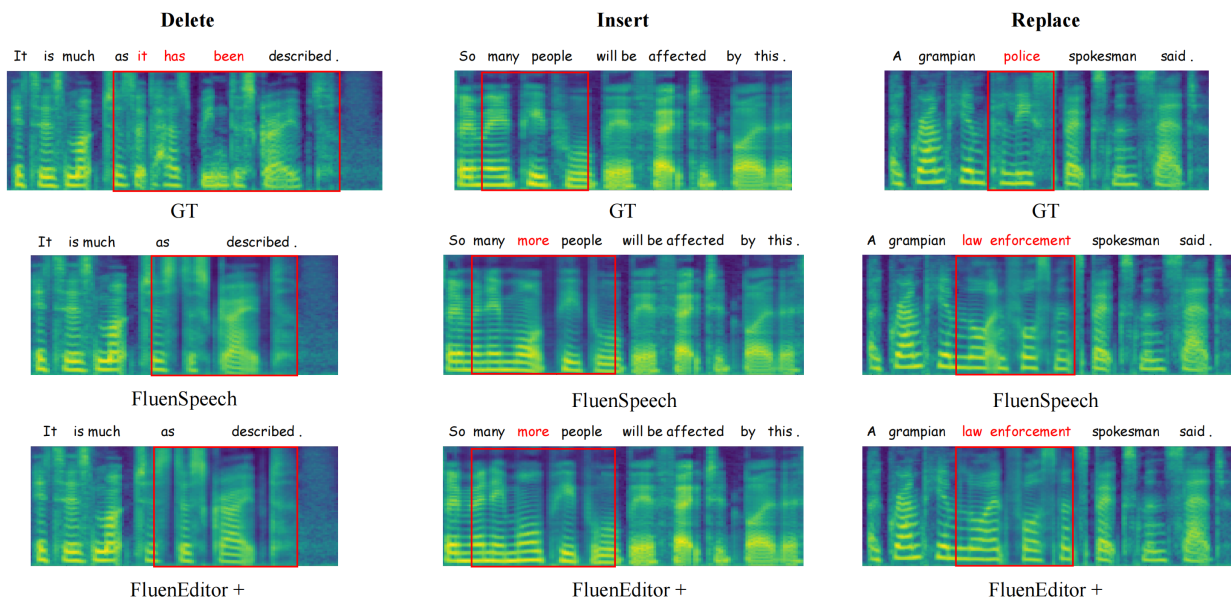 Delete
Insert
Replace
It is much as it has been described .
So many people will be affected by this .
A grampian police spokesman said .
GT
GT
GT
It is much as described .
So many more people will be affected by this .
A grampian law enforcement spokesman said .
FluenSpeech
FluenSpeech
FluenSpeech
It is much as described .
So many more people will be affected by this .
A grampian law enforcement spokesman said .
FluenEditor +
FluenEditor +
FluenEditor +